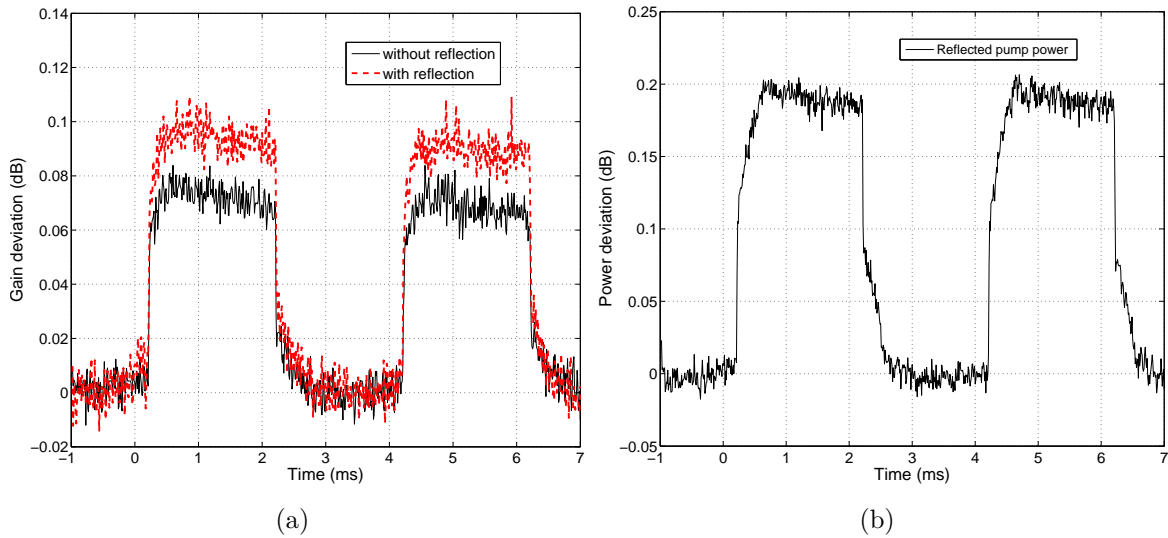 0.14
0.12
0.1
0.08
0.06
0.04
0.02
0
−0.02
Gain deviation (dB)
without reflection
with reflection
−1 0 1 2 3 4 5 6 7
Time (ms)
(a)
0.25
0.2
0.15
0.1
0.05
0
−0.05
Power deviation (dB)
Reflected pump power
−1 0 1 2 3 4 5 6 7
Time (ms)
(b)